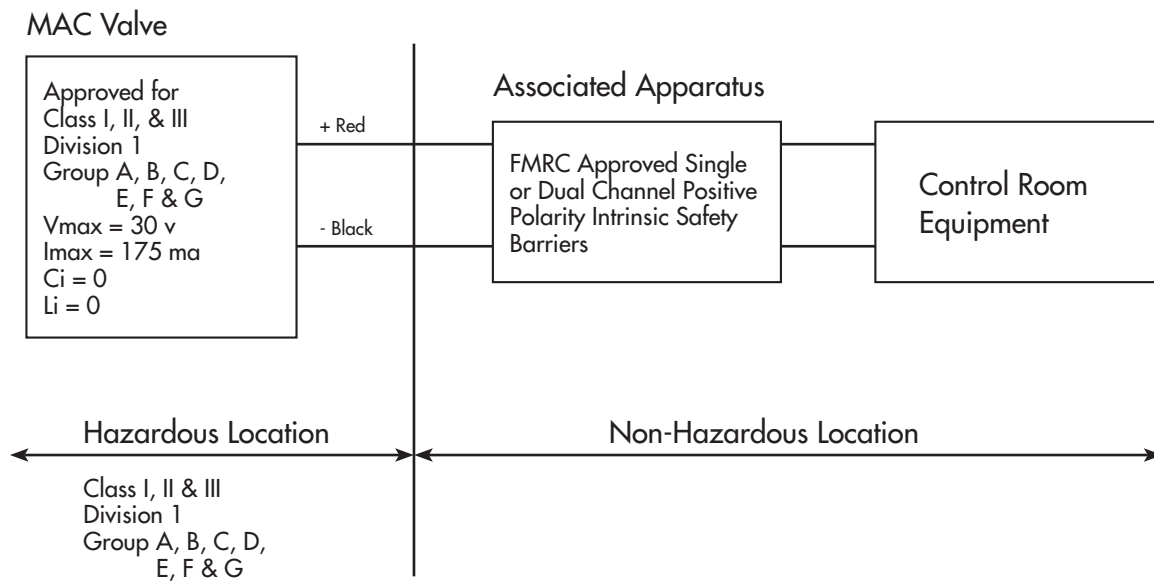 MAC Valve
Approved for
Class I, II, & III
Division 1
Group A, B, C, D,
E, F & G
Vmax = 30 v
Imax = 175 ma
Ci = 0
Li = 0
+ Red
- Black
Associated Apparatus
FMRC Approved Single
or Dual Channel Positive
Polarity Intrinsic Safety
Barriers
Control Room
Equipment
Hazardous Location
Non-Hazardous Location
Class I, II & III
Division 1
Group A, B, C, D,
E, F & G